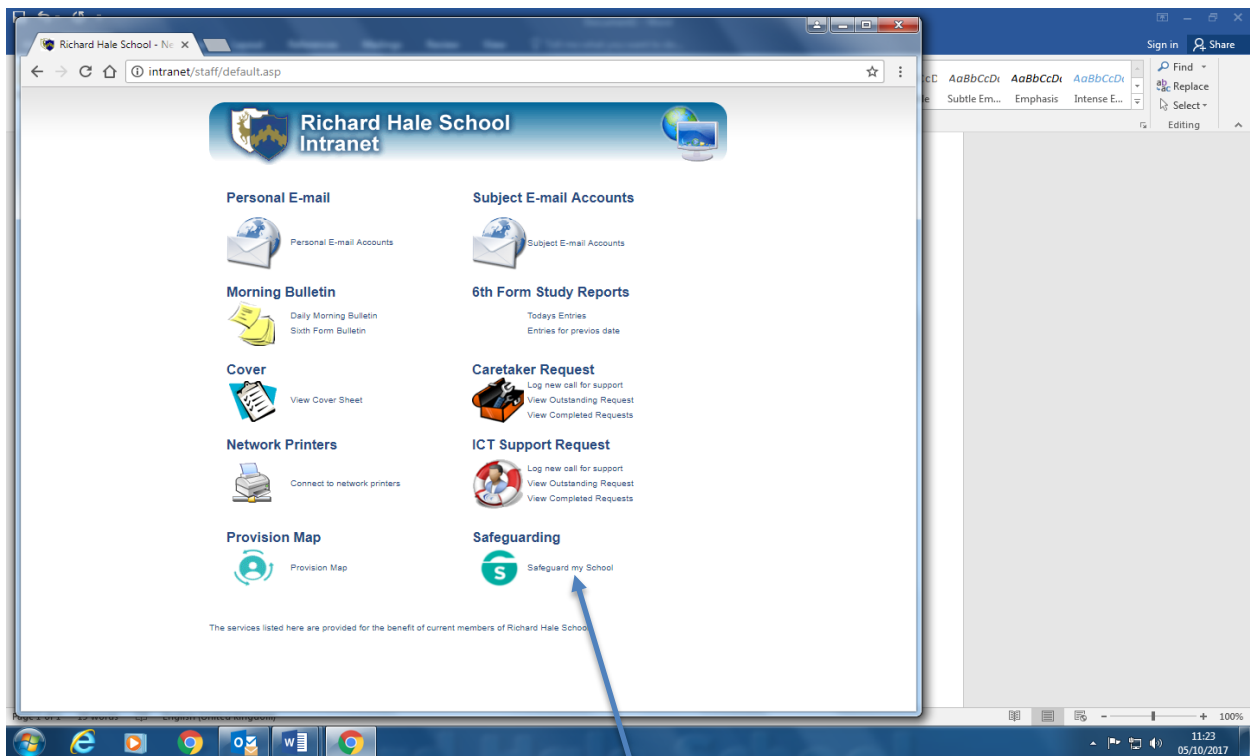 Sign in Share
Richard Hale School - Ne
intranet/staff/default.asp
Find
Replace
Select
Editing
AaBbCcDc AaBbCcDc AaBbCcDc
Subtle Em... Emphasis Intense E...
Richard Hale School
Intranet
Personal E-mail
Personal E-mail Accounts
Subject E-mail Accounts
Subject E-mail Accounts
Morning Bulletin
Daily Morning Bulletin
Sixth Form Bulletin
6th Form Study Reports
Todays Entries
Entries for previos date
Cover
View Cover Sheet
Caretaker Request
Log new call for support
View Outstanding Request
View Completed Requests
Network Printers
Connect to network printers
ICT Support Request
Log new call for support
View Outstanding Request
View Completed Requests
Provision Map
Provision Map
Safeguarding
Safeguard my School
The services listed here are provided for the benefit of current members of Richard Hale School
100%
11:23
05/10/2017